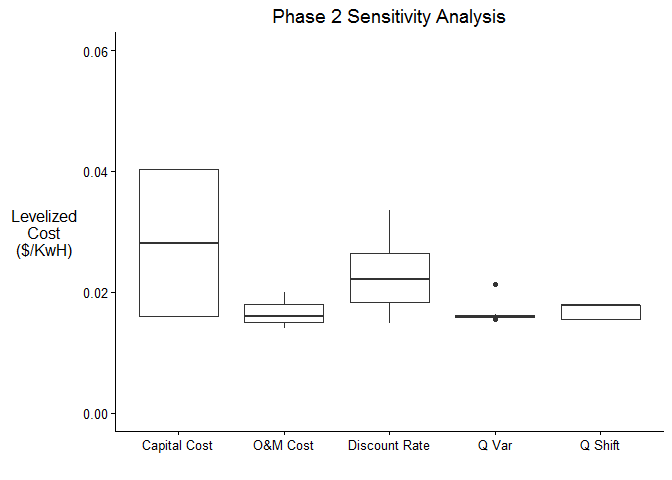 Phase 2 Sensitivity Analysis
0.06
0.04
Levelized
Cost
($/KwH)
0.02
0.00
Capital Cost
O&M Cost
Discount Rate
Q Var
Q Shift